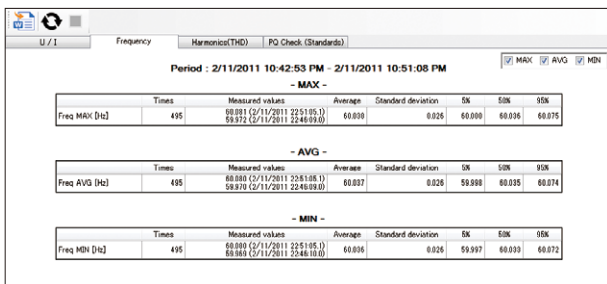 U / I Frequency Harmonics(THD) PQ Check (Standards)
MAX AVG MIN
Period : 2/11/2011 10:42:53 PM - 2/11/2011 10:51:08 PM
- MAX -
Times Measured values Average Standard deviation 5% 50% 95%
Freq MAX [Hz] 495 60.081 (2/11/2011 22:51:05.1) 60.038 0.026 60.000 60.036 60.075
59.972 (2/11/2011 22:46:09.0)
- AVG -
Times Measured values Average Standard deviation 5% 50% 95%
Freq AVG [Hz] 495 60.080 (2/11/2011 22:51:05.1) 60.037 0.026 59.998 60.035 60.074
59.970 (2/11/2011 22:46:09.0)
- MIN -
Times Measured values Average Standard deviation 5% 50% 95%
Freq MIN [Hz] 495 (2/11/2011 22:51:05.1) 60.036 0.026 59.997 60.033 60.072
59.969 (2/11/2011 22:46:10.0)